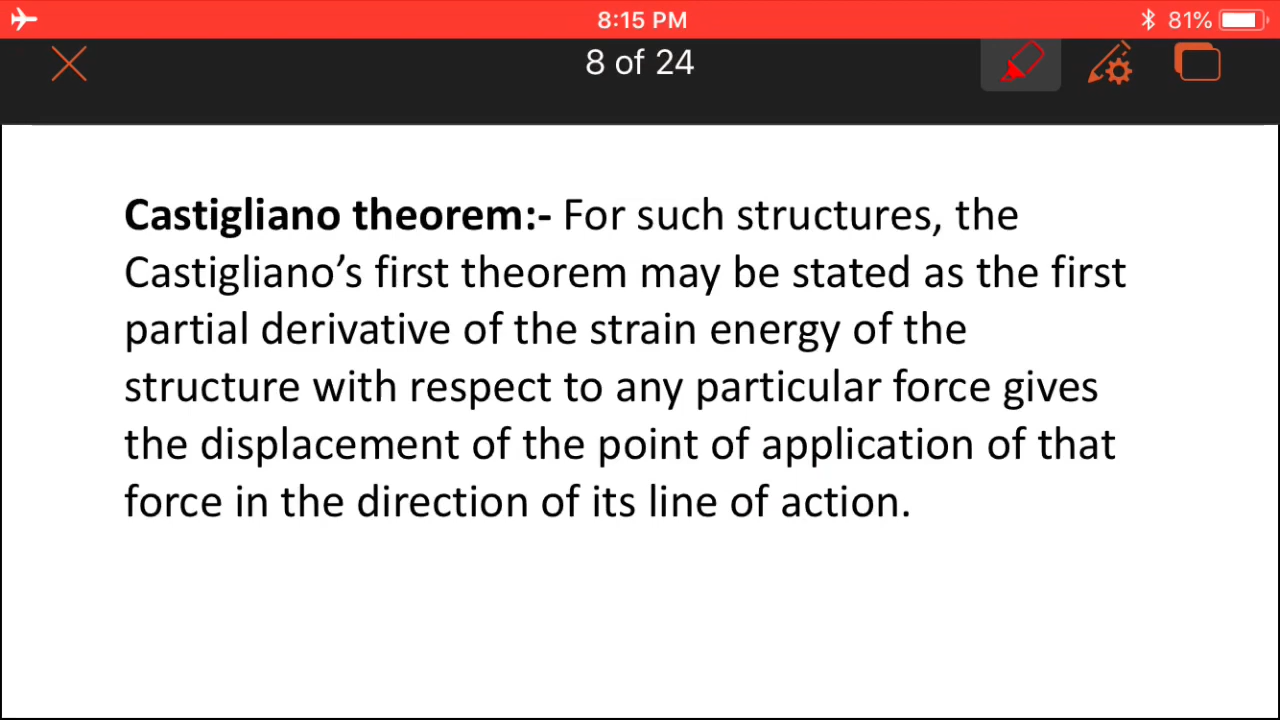 8:15 PM
81%
8 of 24
Castigliano theorem:- For such structures, the
Castigliano’s first theorem may be stated as the first
partial derivative of the strain energy of the
structure with respect to any particular force gives
the displacement of the point of application of that
force in the direction of its line of action.